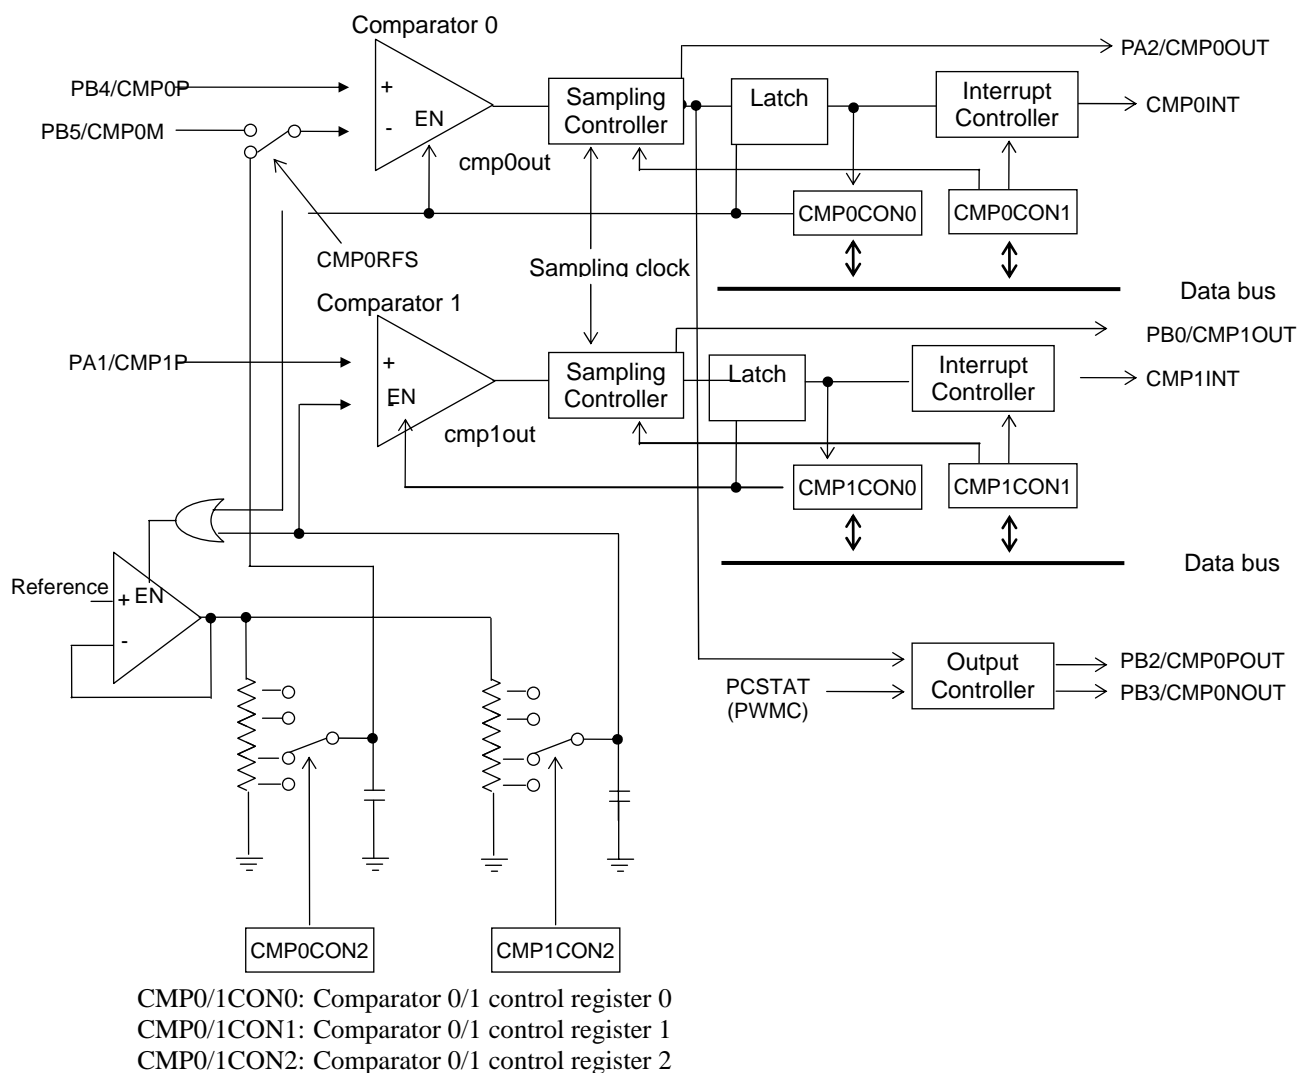 Comparator 0
PA2/CMP0OUT
PB4/CMP0P
+
Sampling
Controller
Latch
Interrupt
Controller
CMP0INT
PB5/CMP0M
-
EN
cmp0out
CMP0CON0
CMP0CON1
CMP0RFS
Sampling clock
Data bus
Comparator 1
PB0/CMP1OUT
PA1/CMP1P
+
Sampling
Controller
Latch
Interrupt
Controller
CMP1INT
-
EN
cmp1out
CMP1CON0
CMP1CON1
Data bus
Reference
+
EN
-
Output
Controller
PB2/CMP0POUT
PB3/CMP0NOUT
PCSTAT
(PWMC)
CMP0CON2
CMP1CON2
CMP0/1CON0: Comparator 0/1 control register 0
CMP0/1CON1: Comparator 0/1 control register 1
CMP0/1CON2: Comparator 0/1 control register 2